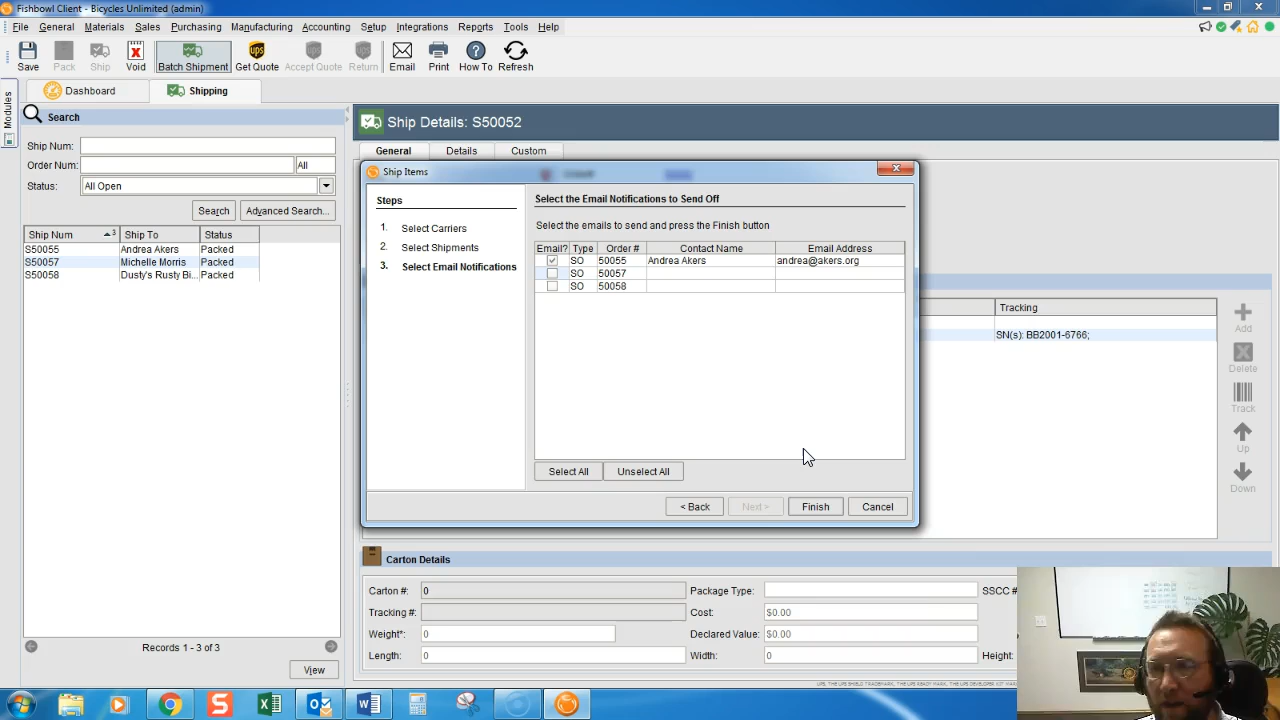 Fishbowl Client - Bicycles Unlimited (admin)
File General Materials Sales Purchasing Manufacturing Accounting Setup Integrations Reports Tools Help
Save Pack Ship Void Batch Shipment Get Quote Accept Quote Return Email Print How To Refresh
Modules
Dashboard Shipping
Search
Ship Num:
Order Num: All
Status: All Open
Search Advanced Search...
Ship Num 3 Ship To Status
S50055 Andrea Akers Packed
S50057 Michelle Morris Packed
S50058 Dusty's Rusty Bi... Packed
Records 1 - 3 of 3
View
Ship Details: S50052
General Details Custom
Ship Items
Steps
1. Select Carriers
2. Select Shipments
3. Select Email Notifications
Select the Email Notifications to Send Off
Select the emails to send and press the Finish button
Email? Type Order # Contact Name Email Address
SO 50055 Andrea Akers andrea@akers.org
SO 50057
SO 50058
Select All Unselect All
< Back Next > Finish Cancel
Tracking
SN(s): BB2001-6766;
Add
Delete
Track
Up
Down
Carton Details
Carton #: 0 Package Type: SSCC #
Tracking #: Cost: $0.00
Weight*: 0 Declared Value: $0.00
Length: 0 Width: 0 Height: